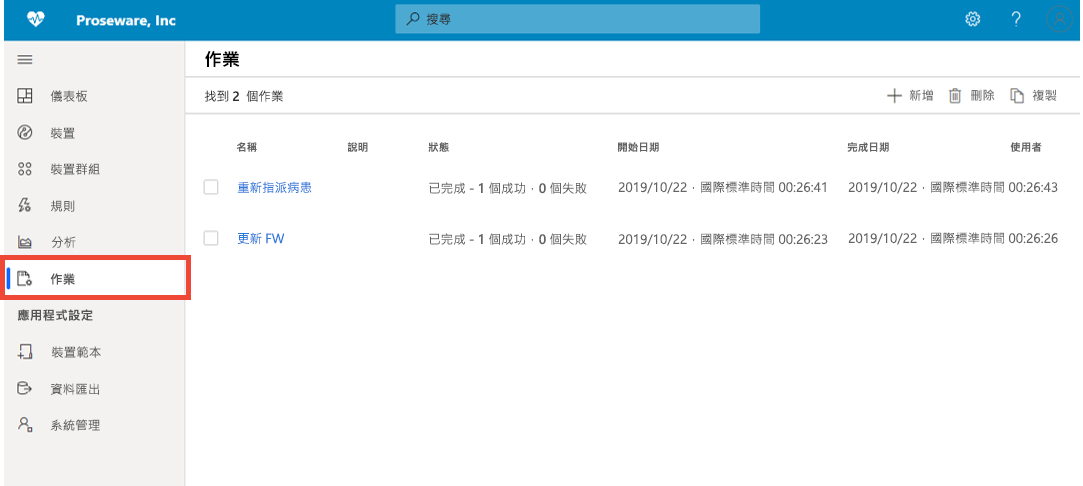 Proseware, Inc
搜尋
?
儀表板
裝置
裝置群組
規則
分析
作業
應用程式設定
裝置範本
資料匯出
系統管理
作業
找到 2 個作業
新增
刪除
複製
名稱 說明 狀態 開始日期 完成日期 使用者
重新指派病患 已完成 - 1 個成功 · 0 個失敗 2019/10/22 · 國際標準時間 00:26:41 2019/10/22 · 國際標準時間 00:26:43
更新 FW 已完成 - 1 個成功 · 0 個失敗 2019/10/22 · 國際標準時間 00:26:23 2019/10/22 · 國際標準時間 00:26:26